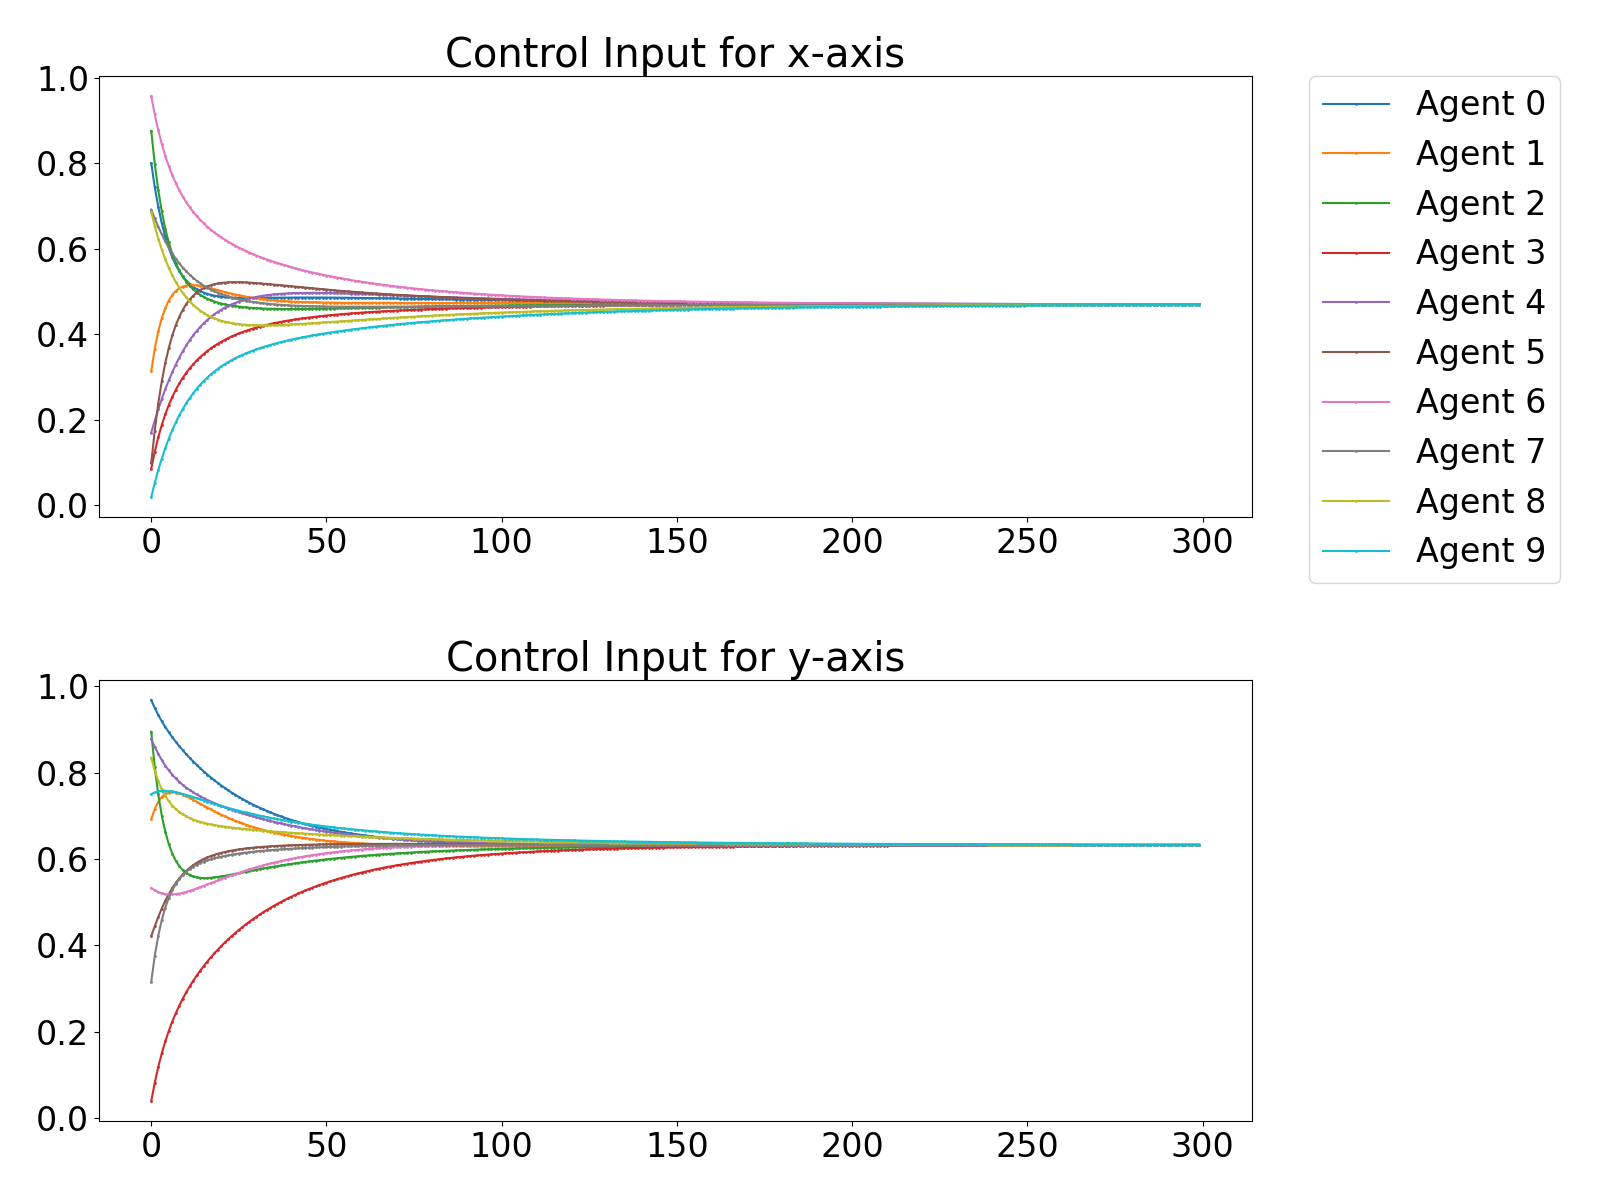 Control Input for x-axis
1.0
0.8
0.6
0.4
0.2
0.0
0 50 100 150 200 250 300
Agent 0
Agent 1
Agent 2
Agent 3
Agent 4
Agent 5
Agent 6
Agent 7
Agent 8
Agent 9
Control Input for y-axis
1.0
0.8
0.6
0.4
0.2
0.0
0 50 100 150 200 250 300